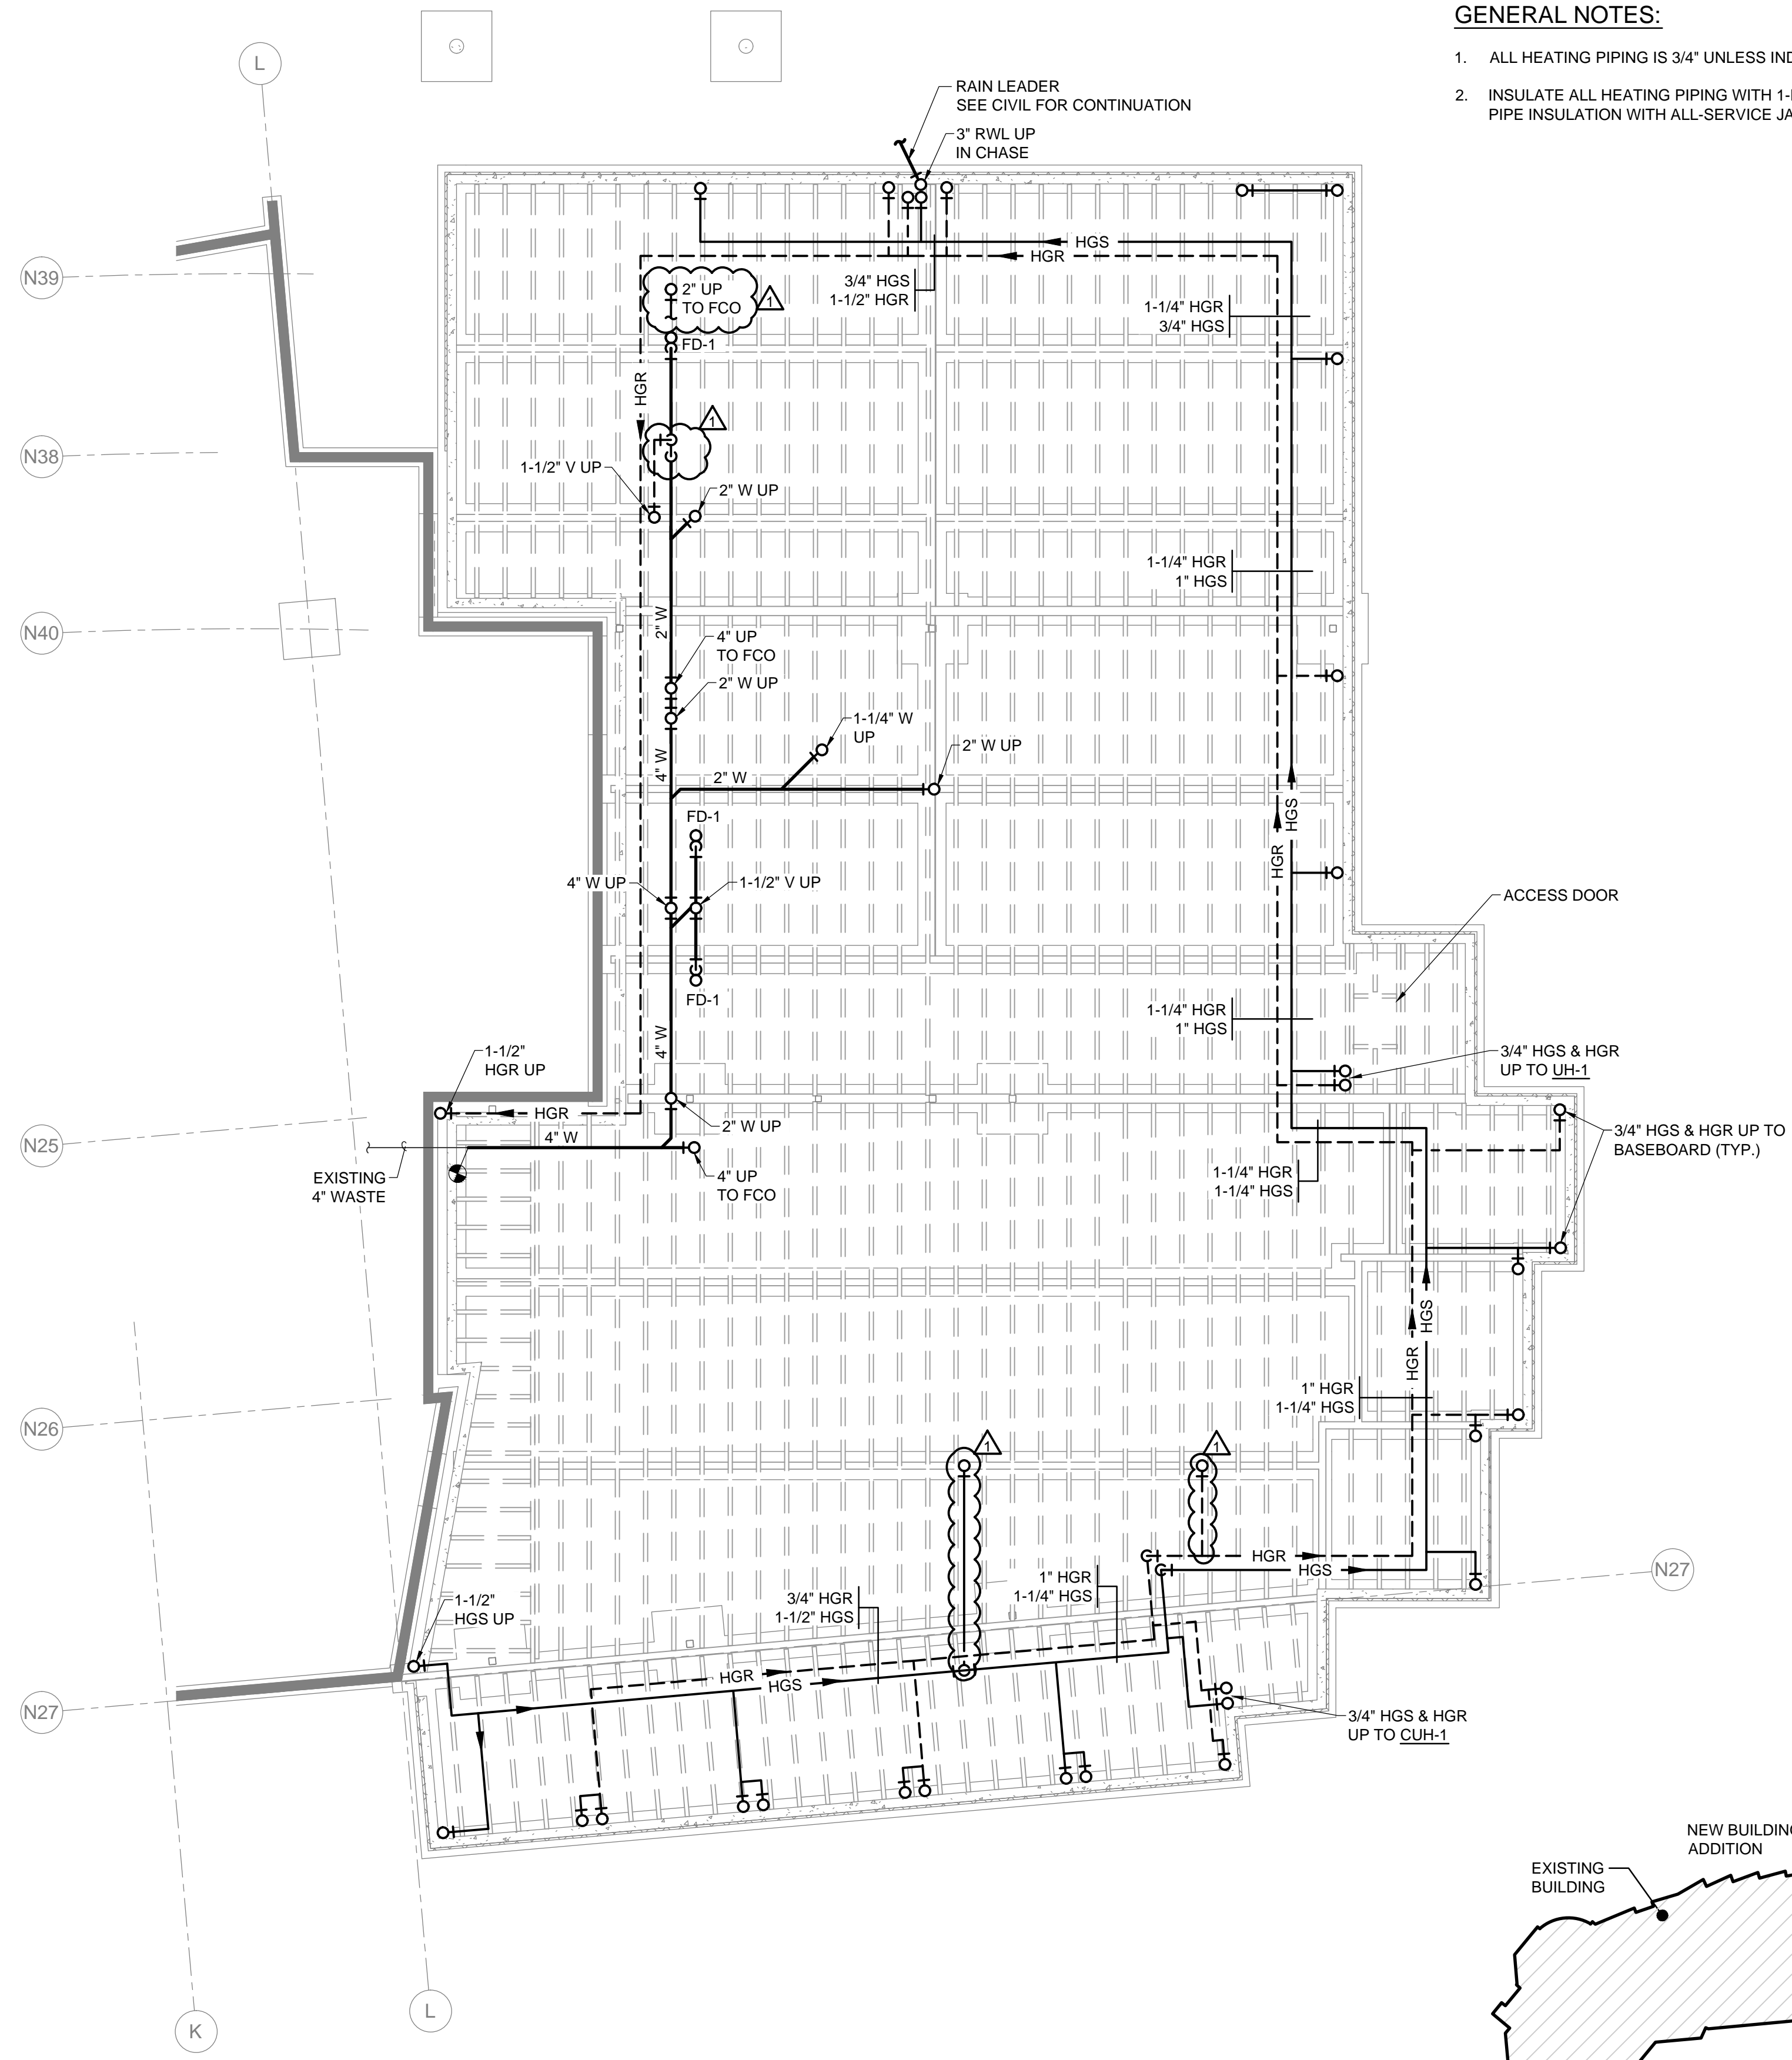 GENERAL NOTES:
1. ALL HEATING PIPING IS 3/4" UNLESS
2. INSULATE ALL HEATING PIPING WITH
PIPE INSULATION WITH ALL-SERVICE
L
RAIN LEADER
SEE CIVIL FOR CONTINUATION
3" RWL UP
IN CHASE
HGS
HGR
N39
3/4" HGS
1-1/2" HGR
2" UP
TO FCO
1
1-1/4" HGR
3/4" HGS
FD-1
HGR
1
N38
1-1/2" V UP
2" W UP
1-1/4" HGR
1" HGS
N40
2" W
4" UP
TO FCO
2" W UP
1-1/4" W
UP
2" W UP
4" W
2" W
FD-1
HGS
HGR
4" W UP
1-1/2" V UP
ACCESS DOOR
FD-1
1-1/4" HGR
1" HGS
4" W
1-1/2"
HGR UP
3/4" HGS & HGR
UP TO UH-1
HGR
2" W UP
4" W
N25
3/4" HGS & HGR UP TO
BASEBOARD (TYP.)
EXISTING
4" WASTE
4" UP
TO FCO
1-1/4" HGR
1-1/4" HGS
HGS
HGR
1" HGR
1-1/4" HGS
N26
1
1
HGR
HGS
N27
1" HGR
1-1/4" HGS
3/4" HGR
1-1/2" HGS
1-1/2"
HGS UP
HGR
HGS
N27
3/4" HGS & HGR
UP TO CUH-1
NEW BUILDING
ADDITION
EXISTING
BUILDING
L
K